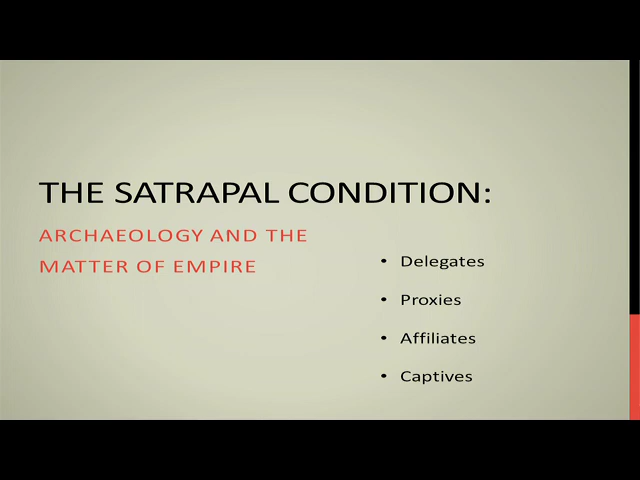 THE SATRAPAL CONDITION:
ARCHAEOLOGY AND THE
MATTER OF EMPIRE
• Delegates
• Proxies
• Affiliates
• Captives